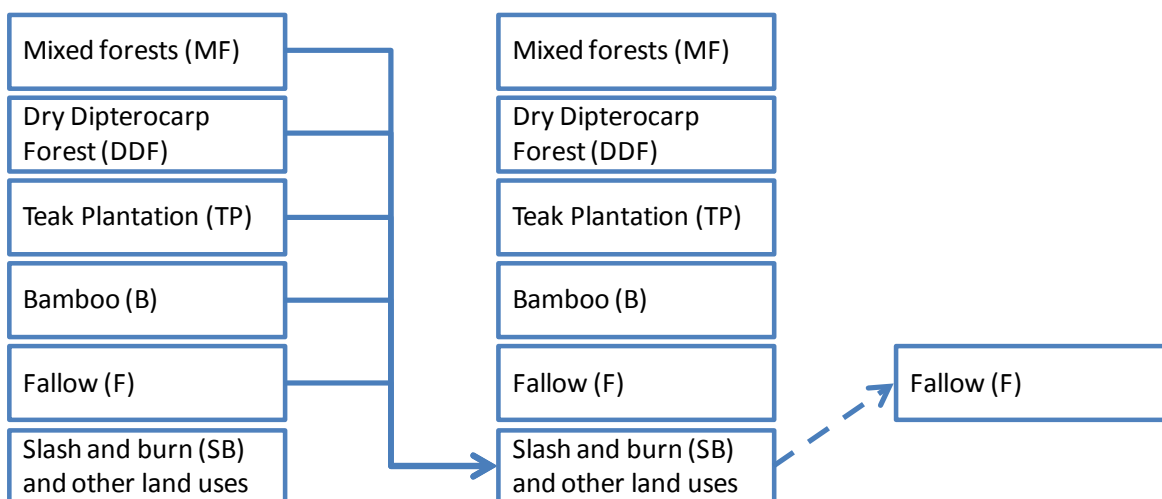 Mixed forests (MF)
Dry Dipterocarp
Forest (DDF)
Teak Plantation (TP)
Bamboo (B)
Fallow (F)
Slash and burn (SB)
and other land uses
Mixed forests (MF)
Dry Dipterocarp
Forest (DDF)
Teak Plantation (TP)
Bamboo (B)
Fallow (F)
Slash and burn (SB)
and other land uses
Fallow (F)